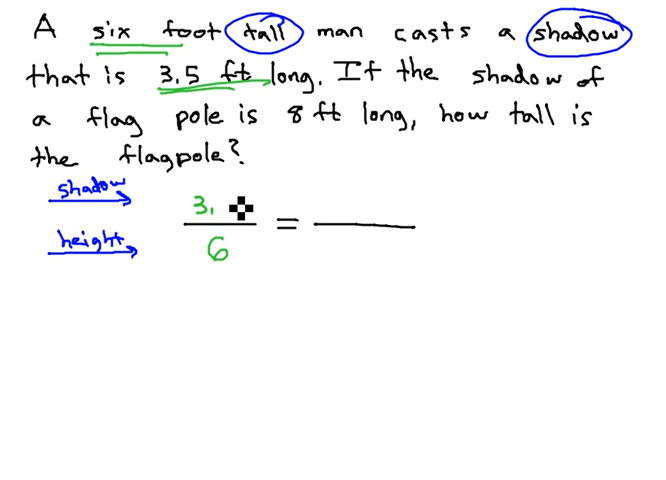 A six foot tall man casts a shadow
that is 3.5 ft long. If the shadow of
a flag pole is 8 ft long, how tall is
the flagpole?
shadow 3.
height 6 =